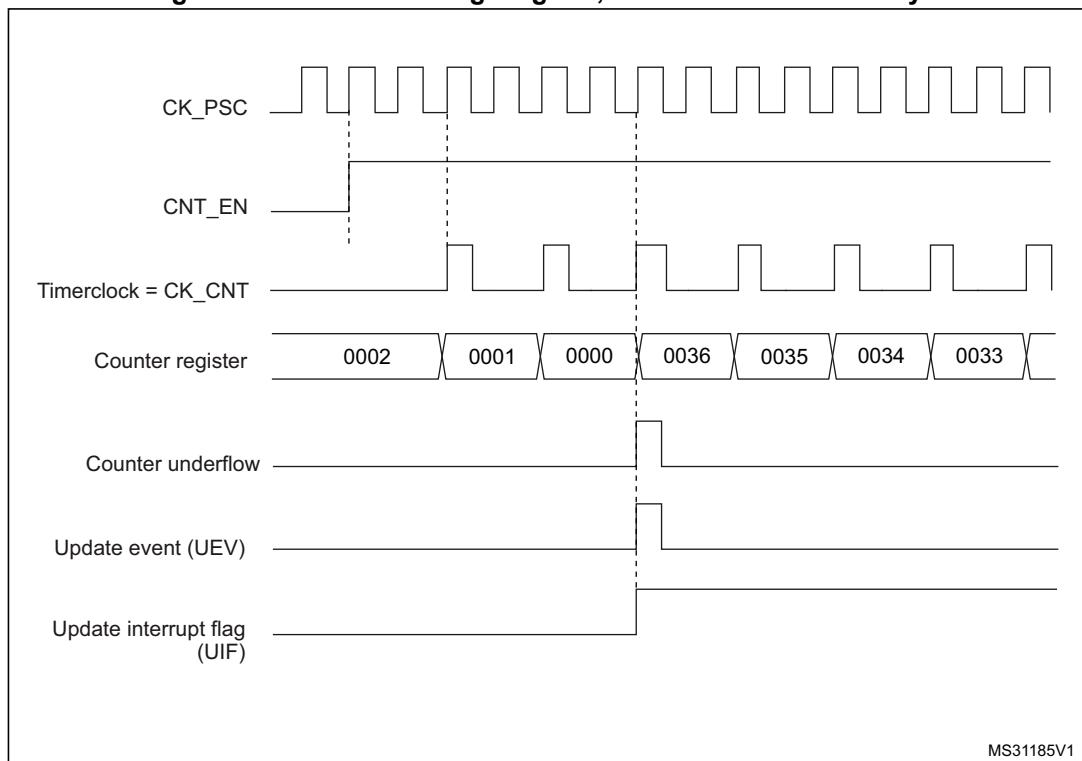 CK_PSC
CNT_EN
Timerclock = CK_CNT
Counter register
0002
0001
0000
0036
0035
0034
0033
Counter underflow
Update event (UEV)
Update interrupt flag
(UIF)
MS31185V1